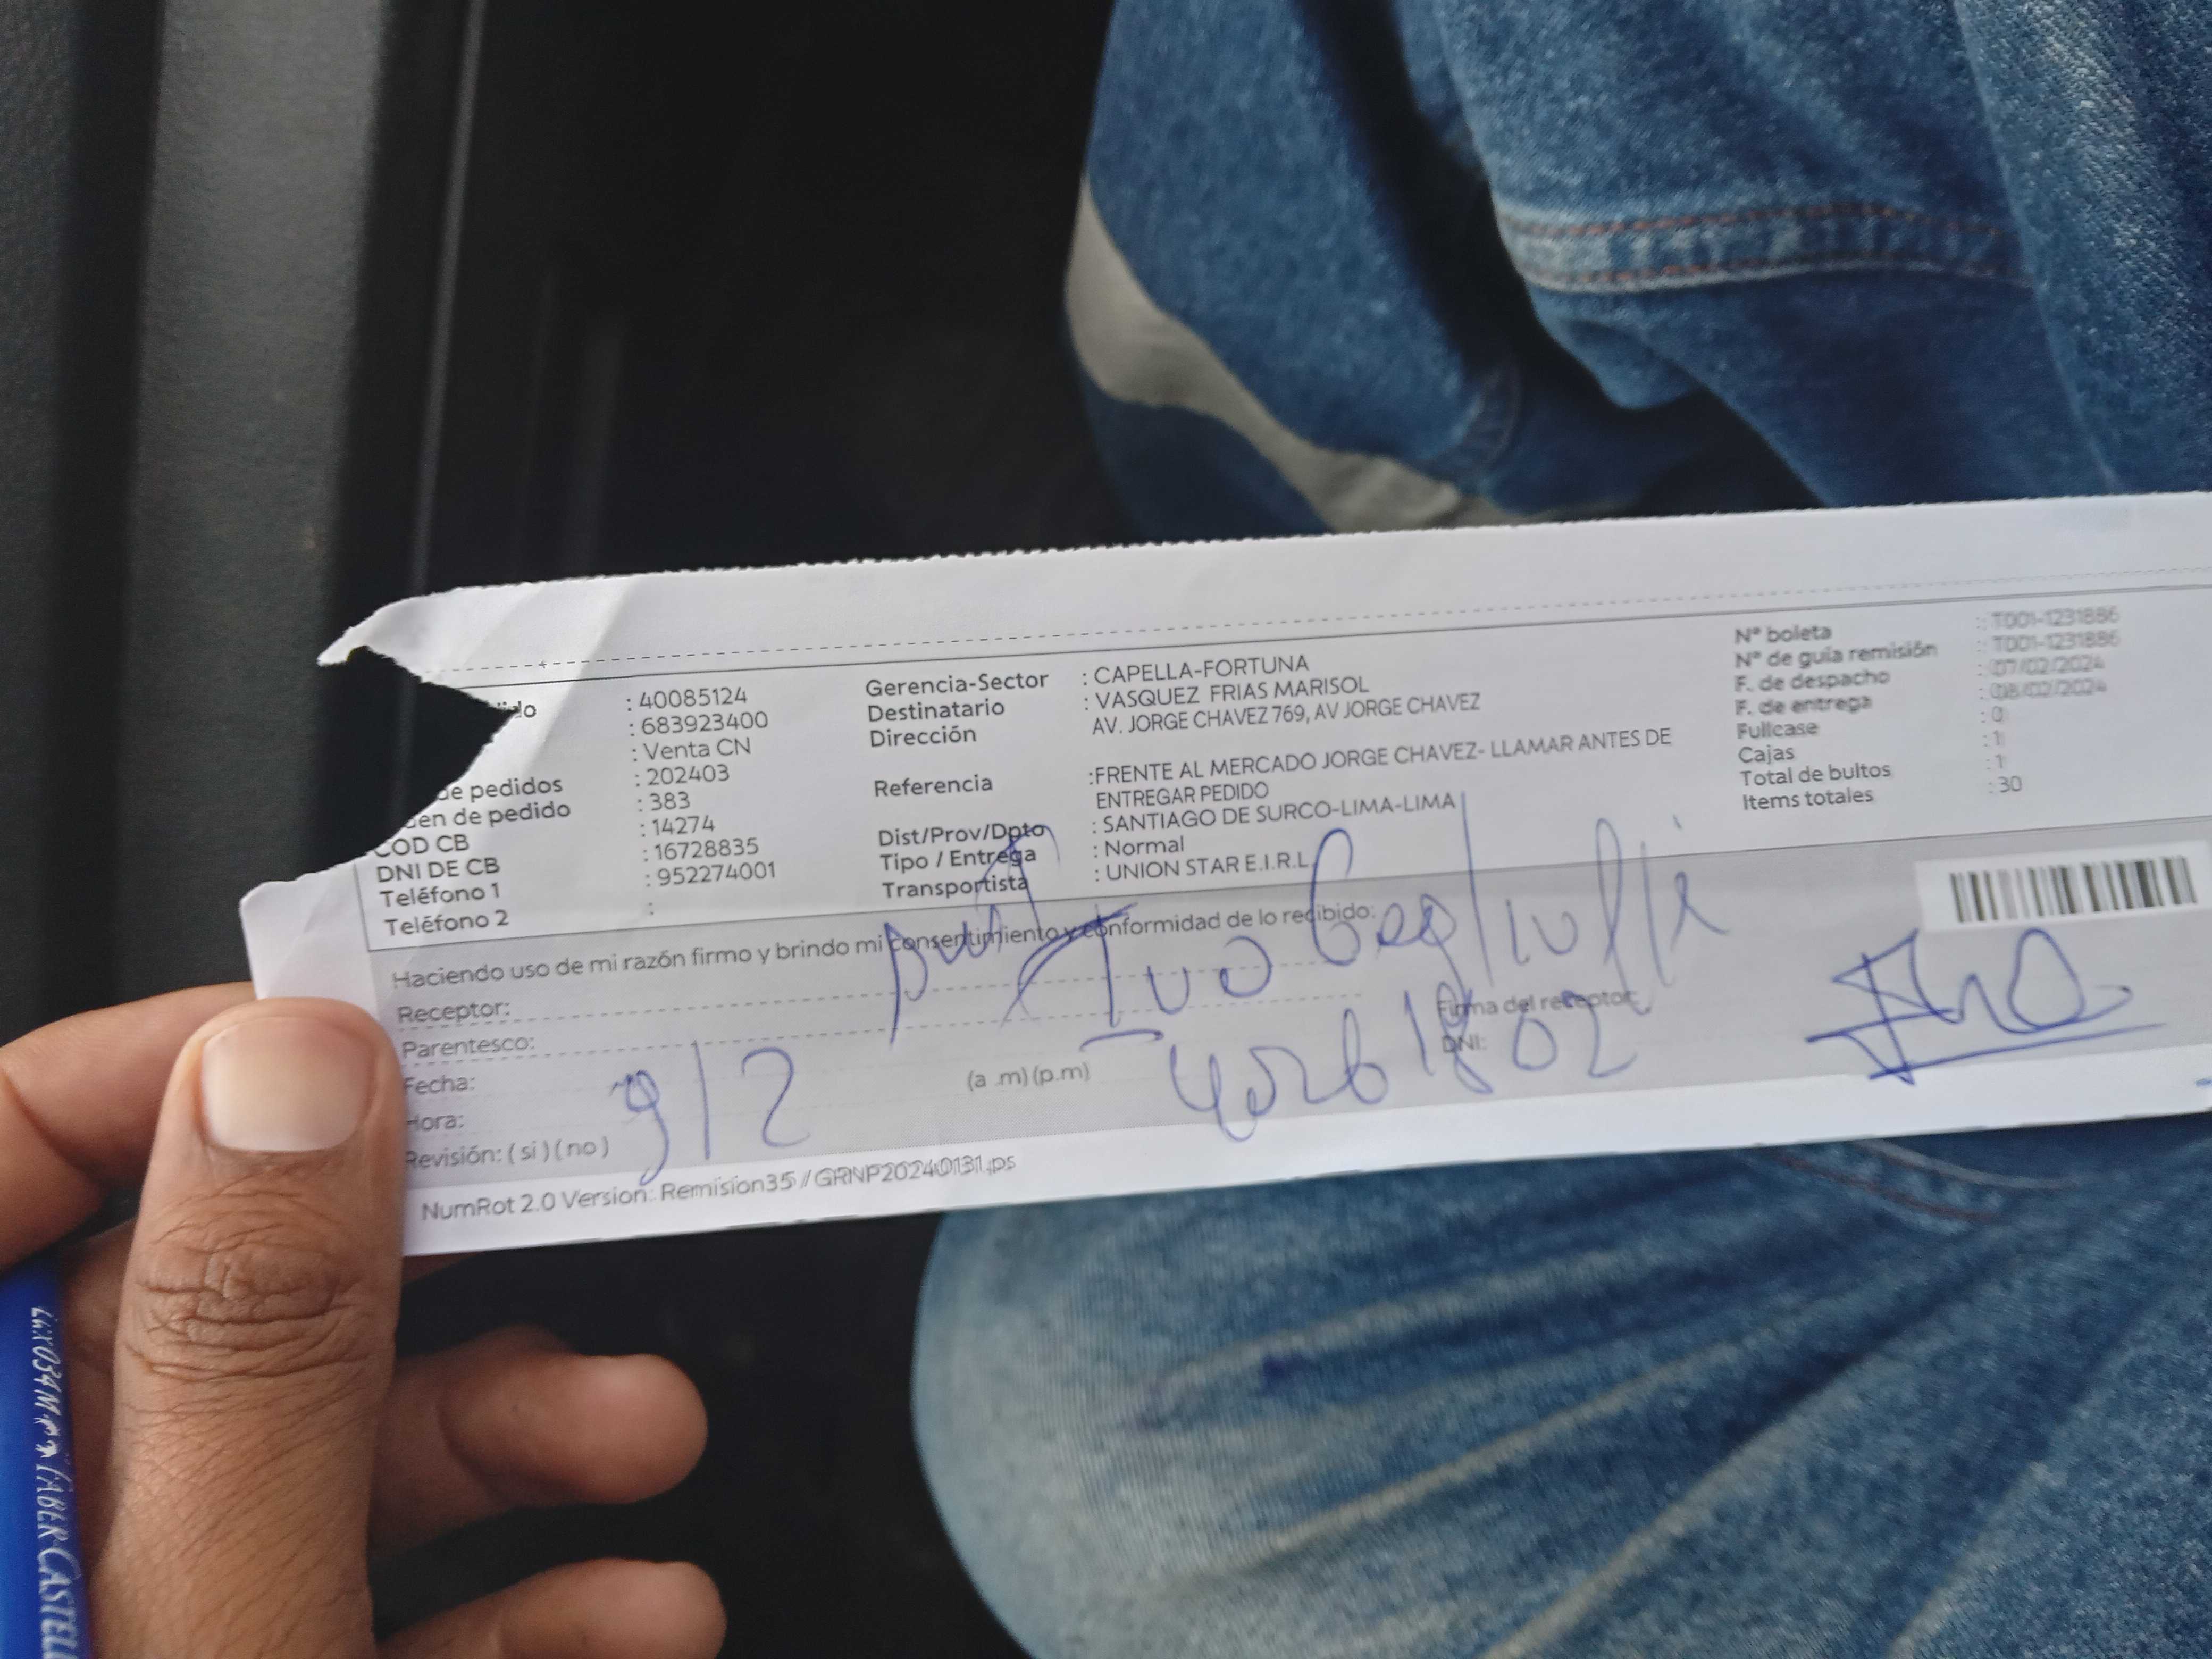 : 40085124
: 683923400
: Venta CN
de pedidos : 202403
en de pedido : 383
COD CB : 14274
DNI DE CB : 16728835
Teléfono 1 : 952274001
Teléfono 2 :
Gerencia-Sector : CAPELLA-FORTUNA
Destinatario : VASQUEZ FRIAS MARISOL
Dirección AV. JORGE CHAVEZ 769, AV JORGE CHAVEZ
Referencia :FRENTE AL MERCADO JORGE CHAVEZ- LLAMAR ANTES DE
ENTREGAR PEDIDO
Dist/Prov/Dpto : SANTIAGO DE SURCO-LIMA-LIMA
Tipo / Entrega : Normal
Transportista : UNION STAR E.I.R.L
Nº boleta : T001-1231886
Nº de guía remisión : T001-1231886
F. de despacho : 07/02/2024
F. de entrega : 08/02/2024
Fullcase : 0
Cajas : 1
Total de bultos : 1
Items totales : 30
Haciendo uso de mi razón firmo y brindo mi consentimiento y conformidad de lo recibido:
Receptor:
Parentesco:
Fecha: 9/2
Hora: (a .m) (p.m)
Revisión: ( si ) ( no )
Firma del receptor:
DNI:
NumRot 2.0 Version: Remision35 / GRNP20240131.ps
FABER-CASTEL